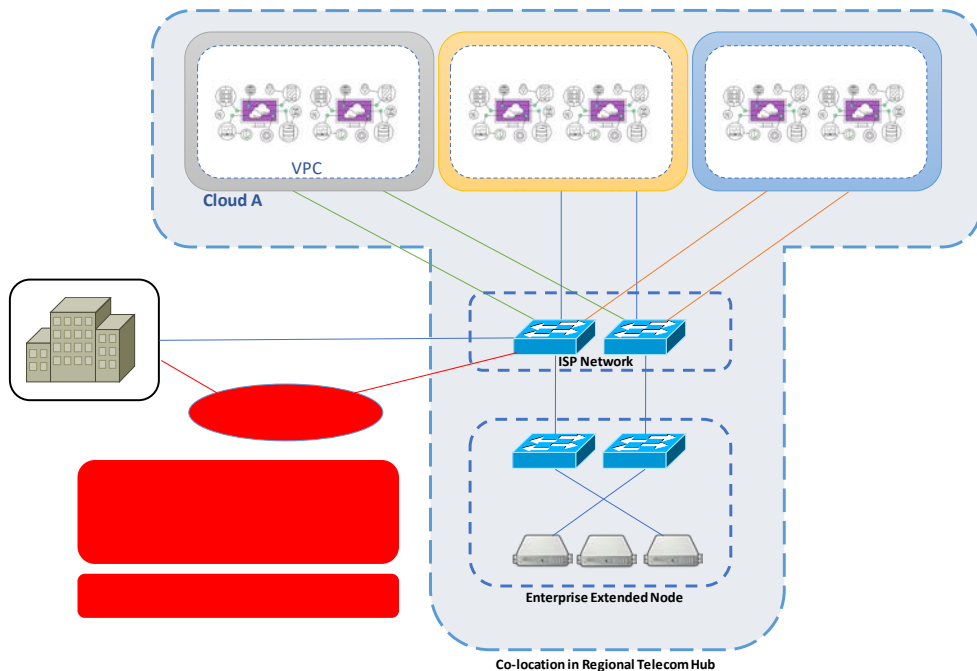 VPC
Cloud A
ISP Network
Enterprise Extended Node
Co-location in Regional Telecom Hub